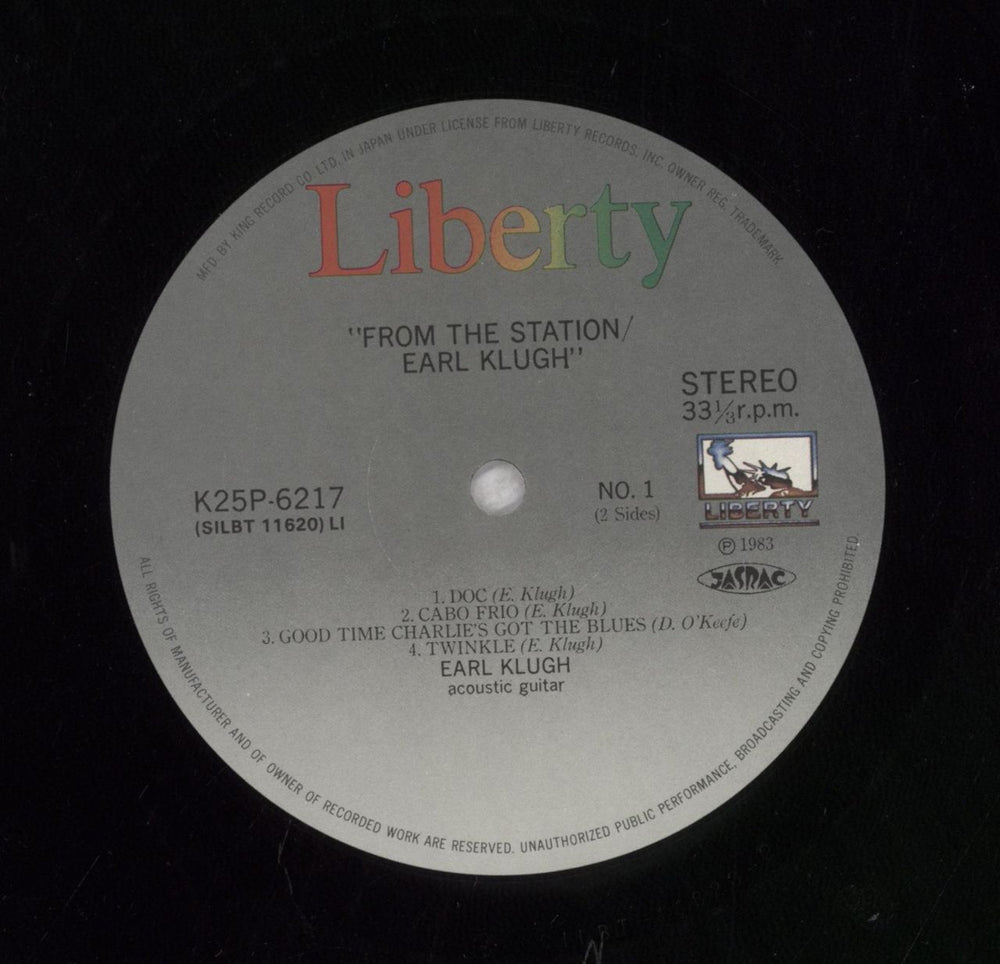 MFD. BY KING RECORD CO. LTD. IN JAPAN UNDER LICENSE FROM LIBERTY RECORDS, INC. OWNER REG. TRADEMARK.
Liberty
"FROM THE STATION/
EARL KLUGH"
STEREO
33⅓r.p.m.
K25P-6217
(SILBT 11620) LI
NO. 1
(2 Sides)
LIBERTY
Ⓟ 1983
JASRAC
1. DOC (E. Klugh)
2. CABO FRIO (E. Klugh)
3. GOOD TIME CHARLIE'S GOT THE BLUES (D. O'Keefe)
4. TWINKLE (E. Klugh)
EARL KLUGH
acoustic guitar
ALL RIGHTS OF MANUFACTURER AND OF OWNER OF RECORDED WORK ARE RESERVED. UNAUTHORIZED PUBLIC PERFORMANCE, BROADCASTING AND COPYING PROHIBITED.